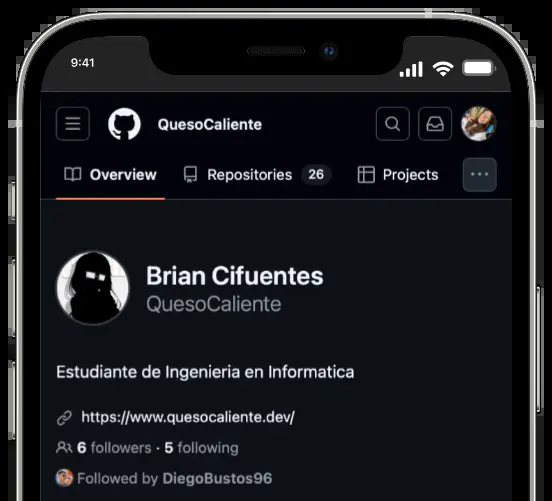 9:41
QuesoCaliente
Overview Repositories 26 Projects
Brian Cifuentes
QuesoCaliente
Estudiante de Ingenieria en Informatica
https://www.quesocaliente.dev/
6 followers · 5 following
Followed by DiegoBustos96